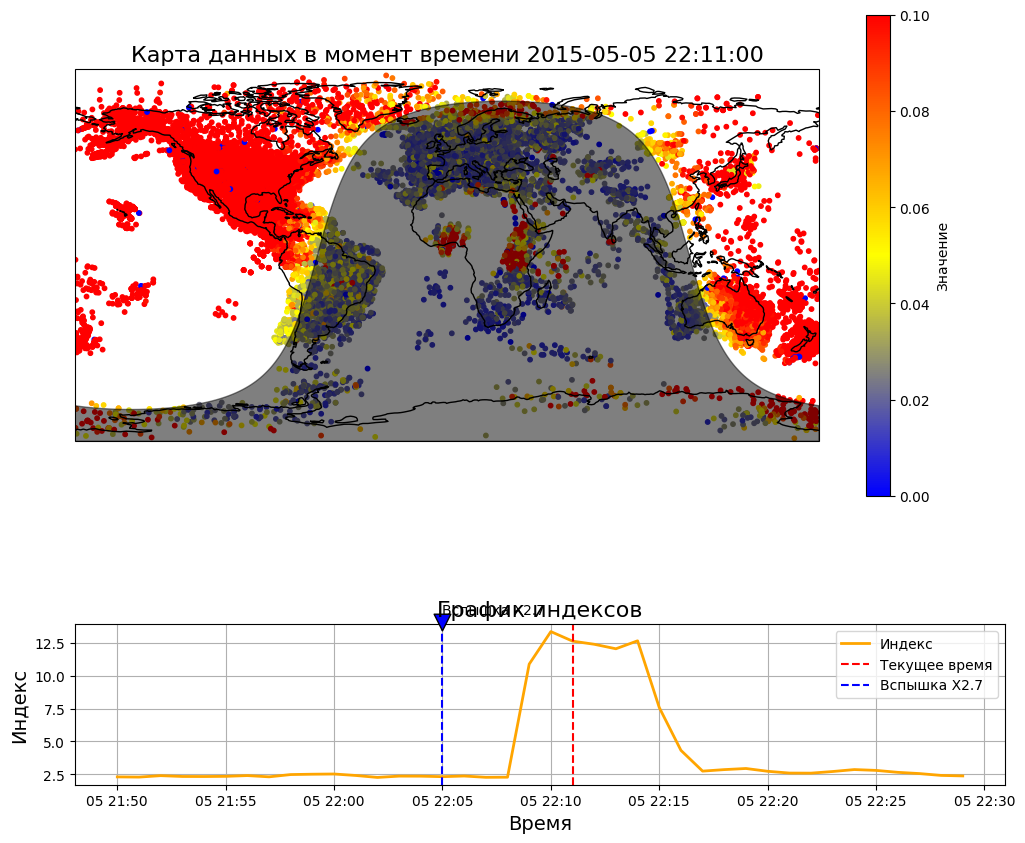 Карта данных в момент времени 2015-05-05 22:11:00
0.10
0.08
0.06
0.04
0.02
0.00
Значение
Вспышка X2.7
График индексов
12.5
10.0
7.5
5.0
2.5
Индекс
Индекс
Текущее время
Вспышка X2.7
05 21:50 05 21:55 05 22:00 05 22:05 05 22:10 05 22:15 05 22:20 05 22:25 05 22:30
Время